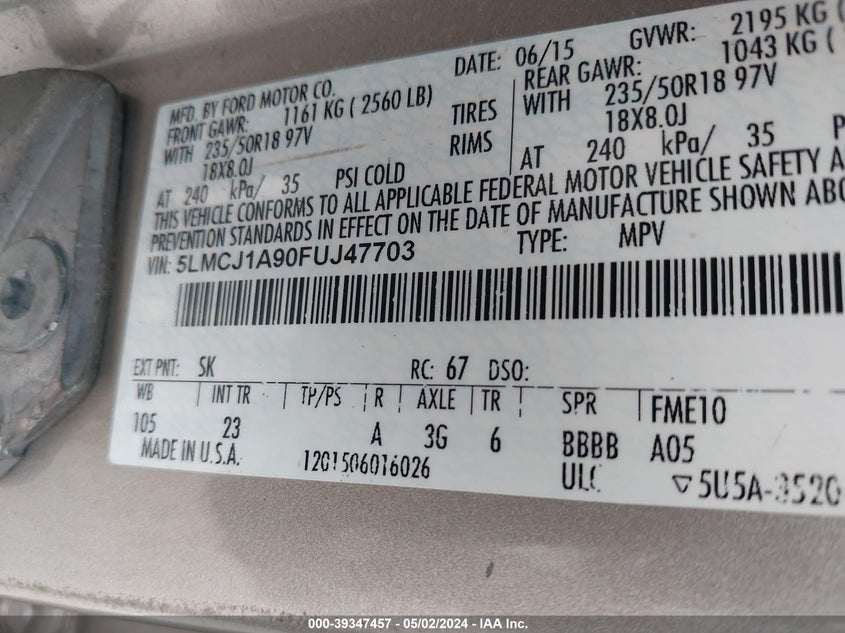 MFD. BY FORD MOTOR CO.
FRONT GAWR: 1161 KG ( 2560 LB)
WITH 235/50R18 97V TIRES
18X8.0J RIMS
AT 240 kPa/ 35 PSI COLD
DATE: 06/15 GVWR: 2195 KG (
REAR GAWR: 1043 KG (
WITH 235/50R18 97V
18X8.0J
AT 240 kPa/ 35
THIS VEHICLE CONFORMS TO ALL APPLICABLE FEDERAL MOTOR VEHICLE SAFETY
PREVENTION STANDARDS IN EFFECT ON THE DATE OF MANUFACTURE SHOWN
VIN: 5LMCJ1A90FUJ47703 TYPE: MPV
EXT PNT: SK RC: 67 DSO:
WB INT TR TP/PS R AXLE TR SPR FME10
105 23 A 3G 6 BBBB A05
MADE IN U.S.A. 1201506016026 5U5A-3520
000-39347457 - 05/02/2024 - IAA Inc.